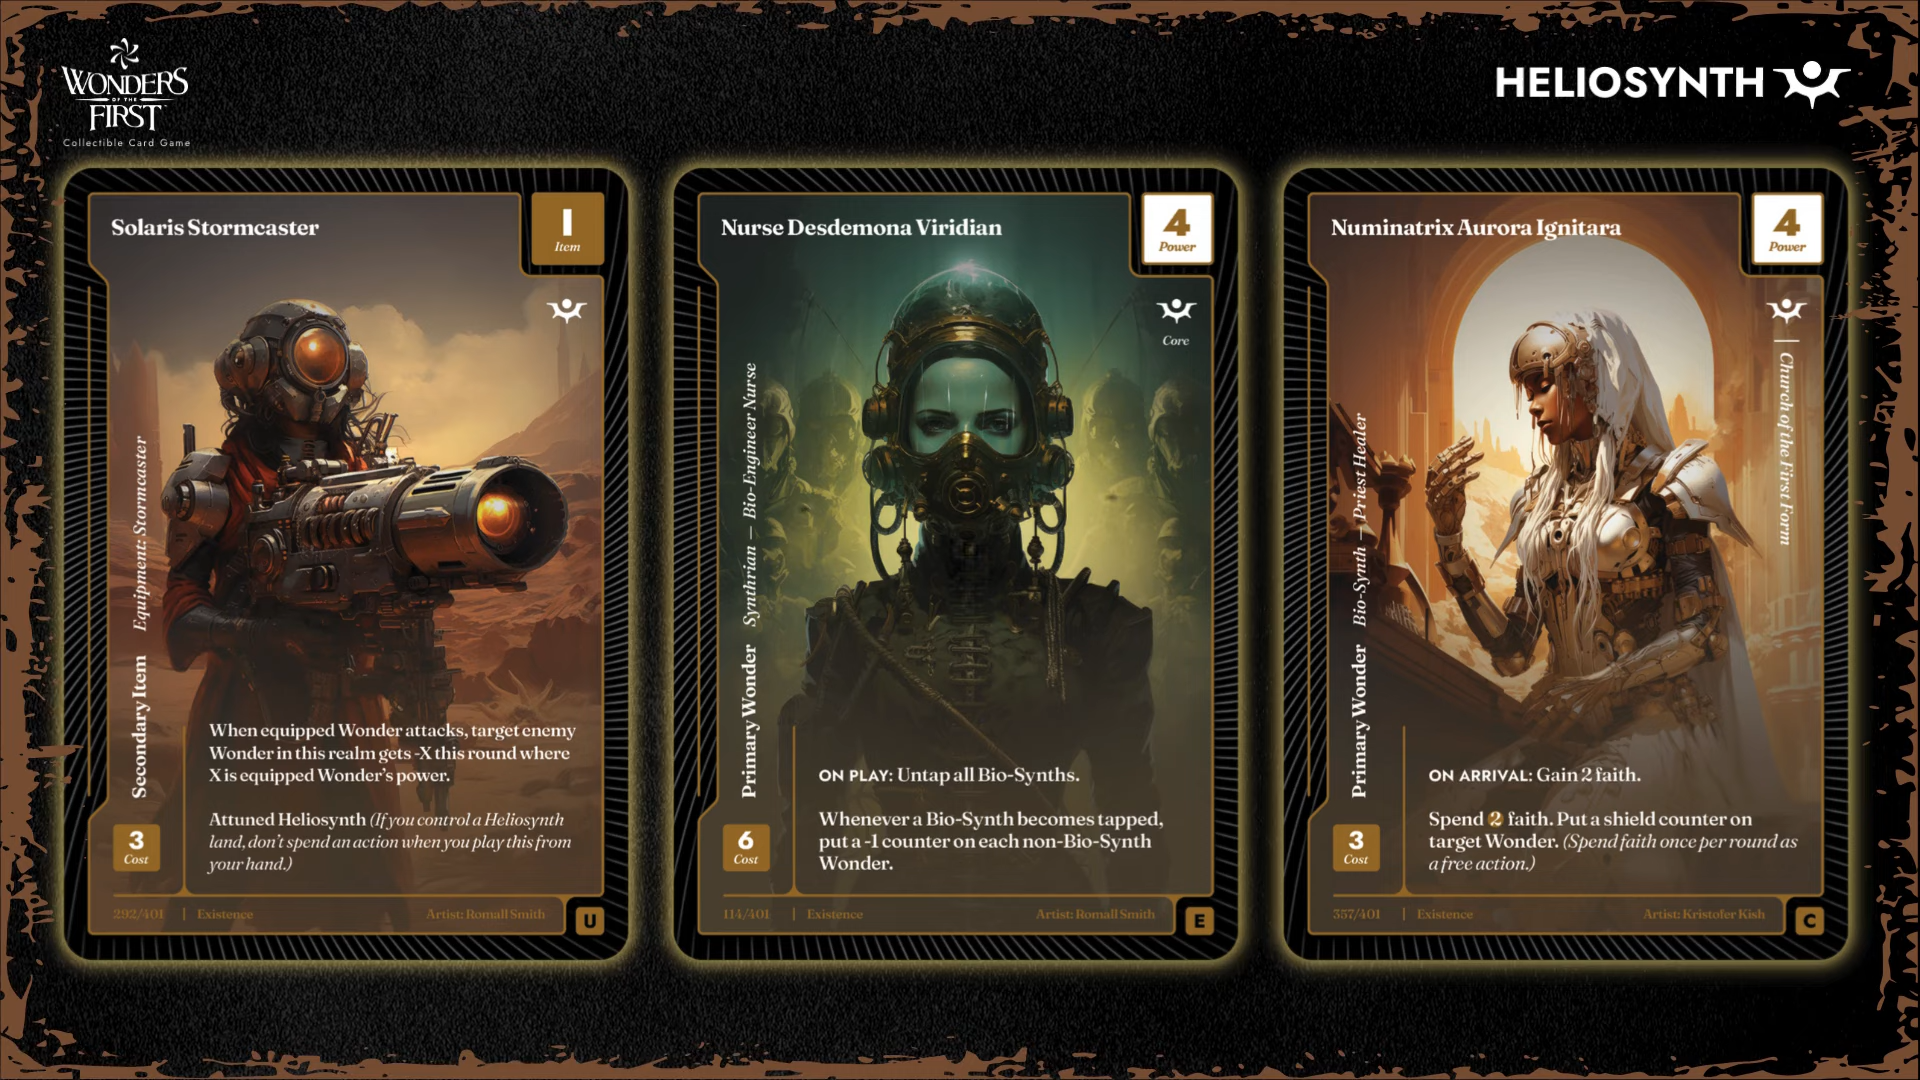 WONDERS
OF THE
FIRST
Collectible Card Game
HELIOSYNTH
Solaris Stormcaster
1
Item
Equipment: Stormcaster
Secondary Item
When equipped Wonder attacks, target enemy
Wonder in this realm gets -X this round where
X is equipped Wonder's power.
Attuned Heliosynth (If you control a Heliosynth
land, don't spend an action when you play this from
your hand.)
3
Cost
292/401 | Existence
Artist: Romall Smith
U
Nurse Desdemona Viridian
4
Power
Core
Synthrian — Bio-Engineer Nurse
Primary Wonder
ON PLAY: Untap all Bio-Synths.
Whenever a Bio-Synth becomes tapped,
put a -1 counter on each non-Bio-Synth
Wonder.
6
Cost
114/401 | Existence
Artist: Romall Smith
E
Numinatrix Aurora Ignitara
4
Power
Church of the First Form
Bio-Synth — Priest Healer
Primary Wonder
ON ARRIVAL: Gain 2 faith.
Spend 2 faith. Put a shield counter on
target Wonder. (Spend faith once per round as
a free action.)
3
Cost
357/401 | Existence
Artist: Kristofer Kish
C